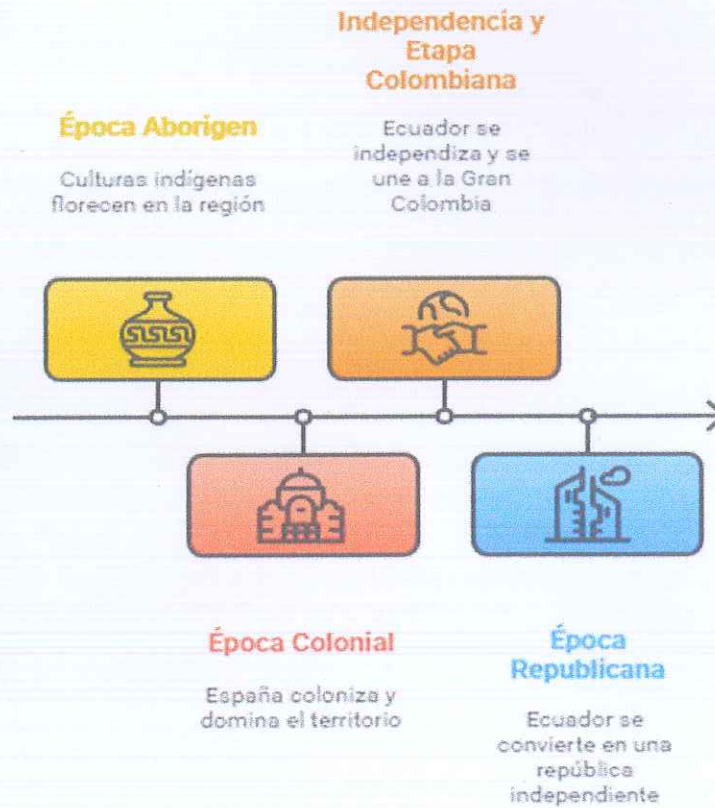 Época Aborigen
Culturas indígenas
florecen en la región
Independencia y
Etapa
Colombiana
Ecuador se
independiza y se
une a la Gran
Colombia
Época Colonial
España coloniza y
domina el territorio
Época
Republicana
Ecuador se
convierte en una
república
independiente